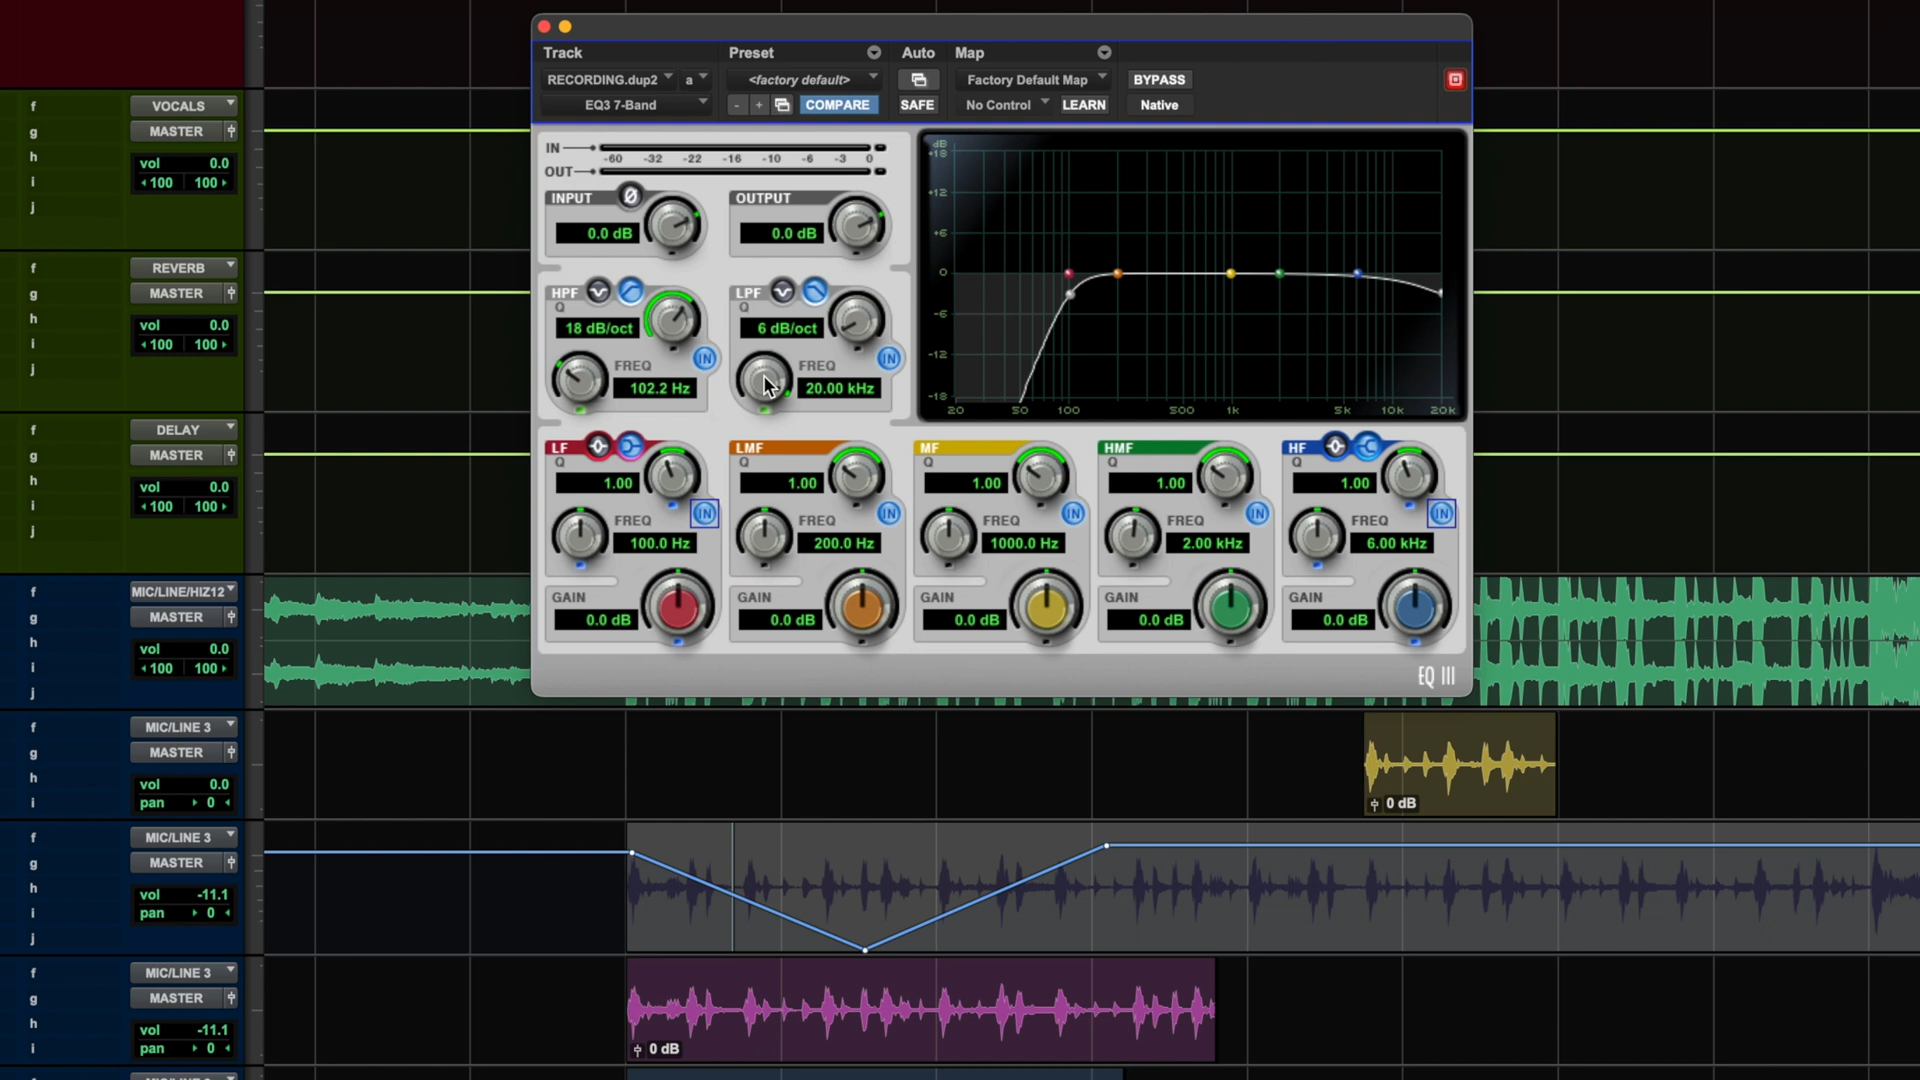 Track Preset Auto Map
RECORDING.dup2 a <factory default> Factory Default Map BYPASS
EQ3 7-Band - + COMPARE SAFE No Control LEARN Native
IN
-60 -32 -22 -16 -10 -6 -3 0
OUT
INPUT Ø OUTPUT
0.0 dB 0.0 dB
HPF LPF
Q Q
18 dB/oct 6 dB/oct
IN IN
FREQ FREQ
102.2 Hz 20.00 kHz
dB
+18
+12
+6
0
-6
-12
-18
20 50 100 500 1k 5k 10k 20k
LF LMF MF HMF HF
Q Q Q Q Q
1.00 1.00 1.00 1.00 1.00
IN IN IN IN IN
FREQ FREQ FREQ FREQ FREQ
100.0 Hz 200.0 Hz 1000.0 Hz 2.00 kHz 6.00 kHz
GAIN GAIN GAIN GAIN GAIN
0.0 dB 0.0 dB 0.0 dB 0.0 dB 0.0 dB
EQ III
f VOCALS
g MASTER
h vol 0.0
i 100 100
j
f REVERB
g MASTER
h vol 0.0
i 100 100
j
f DELAY
g MASTER
h vol 0.0
i 100 100
j
f MIC/LINE/HIZ12
g MASTER
h vol 0.0
i 100 100
j
f MIC/LINE 3
g MASTER
h vol 0.0
i pan 0
0 dB
f MIC/LINE 3
g MASTER
h vol -11.1
i pan 0
j
f MIC/LINE 3
g MASTER
h vol -11.1
i pan 0
0 dB